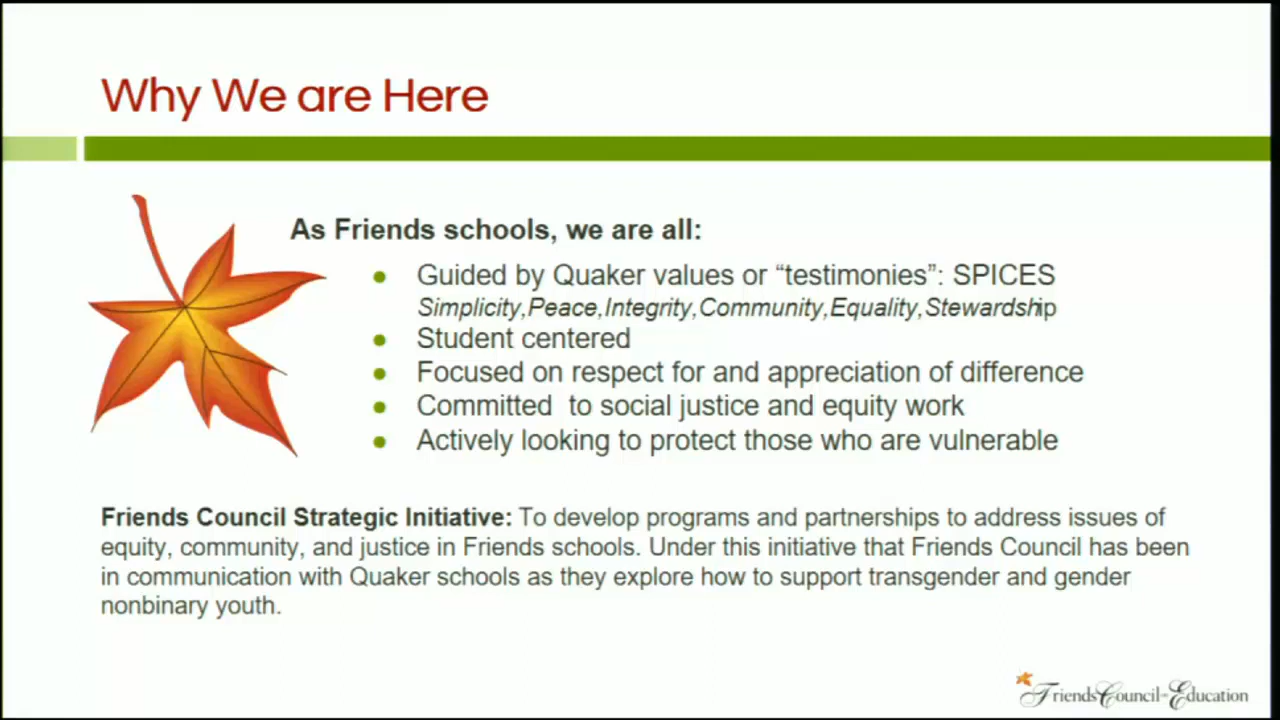 Why We are Here
As Friends schools, we are all:
● Guided by Quaker values or “testimonies”: SPICES
Simplicity,Peace,Integrity,Community,Equality,Stewardship
● Student centered
● Focused on respect for and appreciation of difference
● Committed  to social justice and equity work
● Actively looking to protect those who are vulnerable
Friends Council Strategic Initiative: To develop programs and partnerships to address issues of
equity, community, and justice in Friends schools. Under this initiative that Friends Council has been
in communication with Quaker schools as they explore how to support transgender and gender
nonbinary youth.
Friends Council on Education